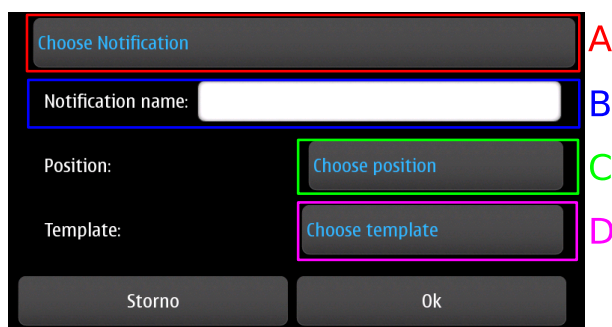 Choose Notification A
Notification name: B
Position: Choose position C
Template: Choose template D
Storno Ok